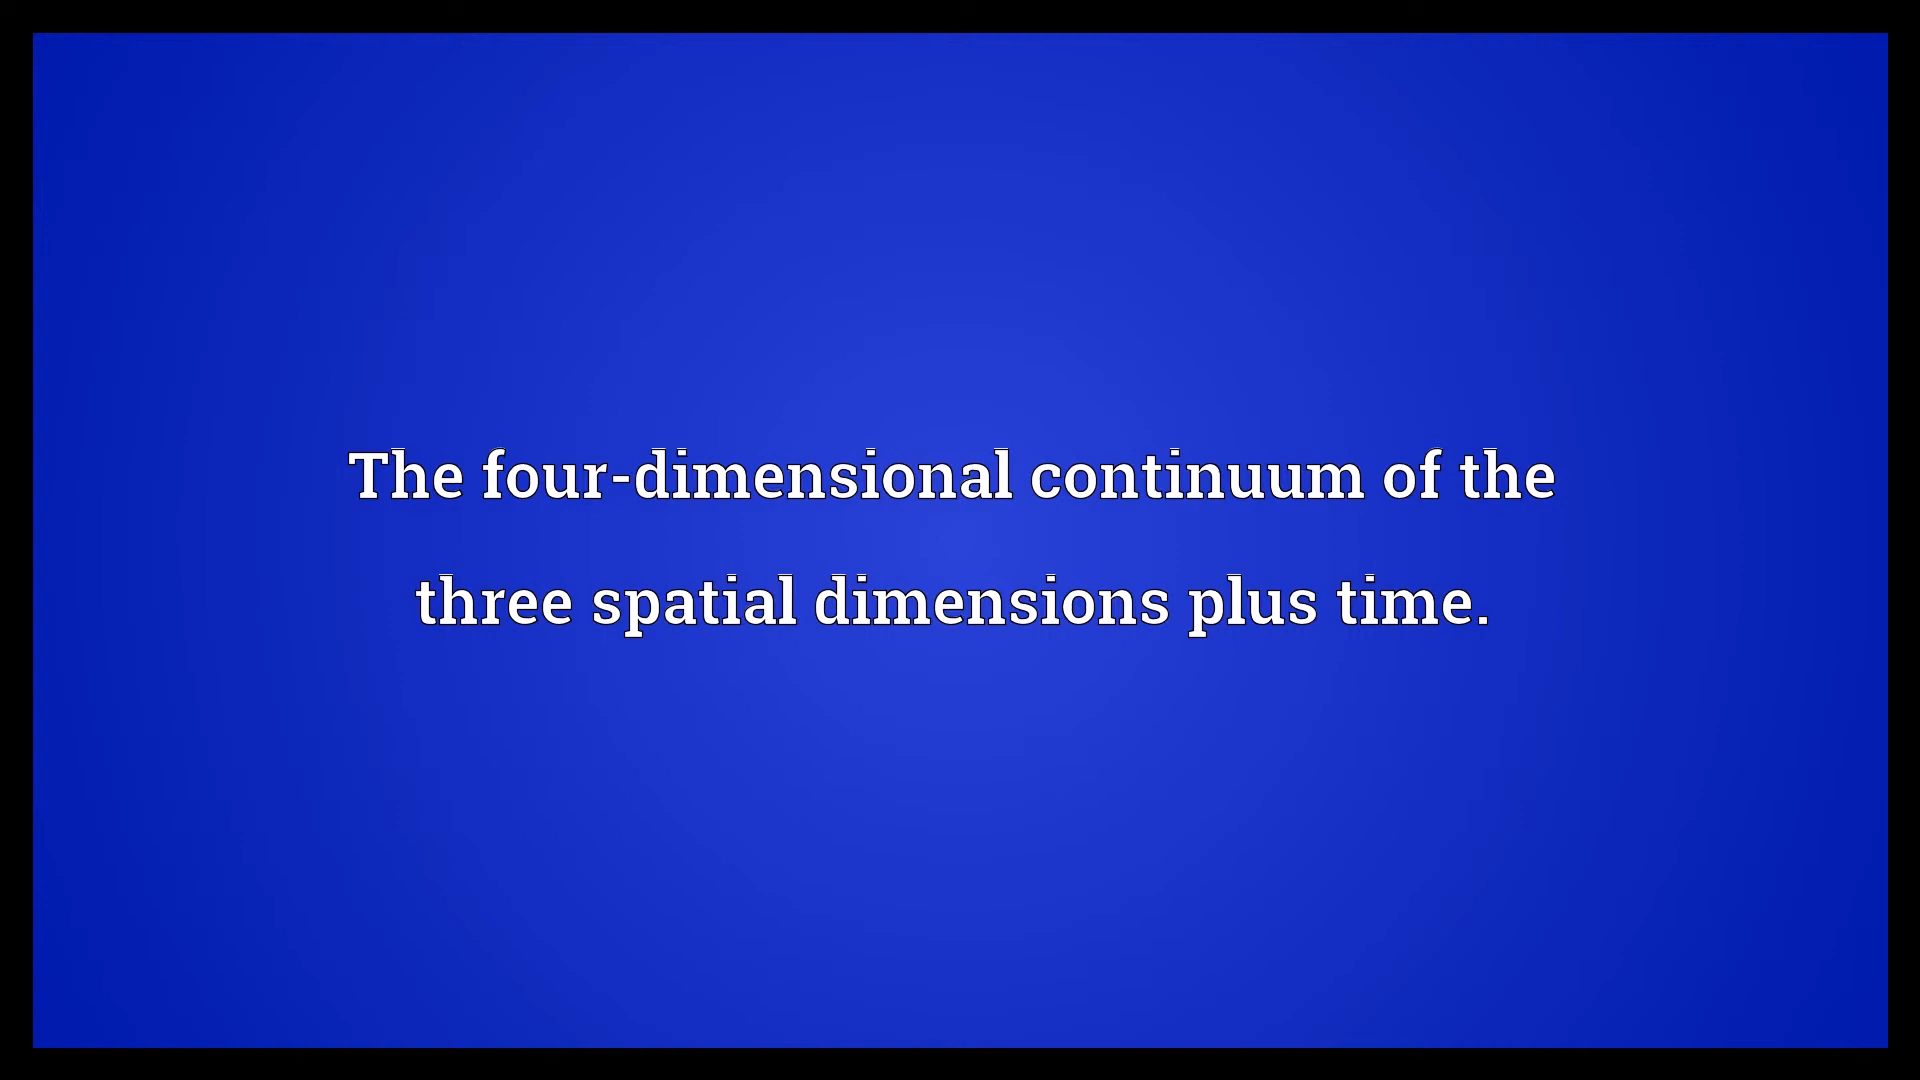 The four-dimensional continuum of the
three spatial dimensions plus time.